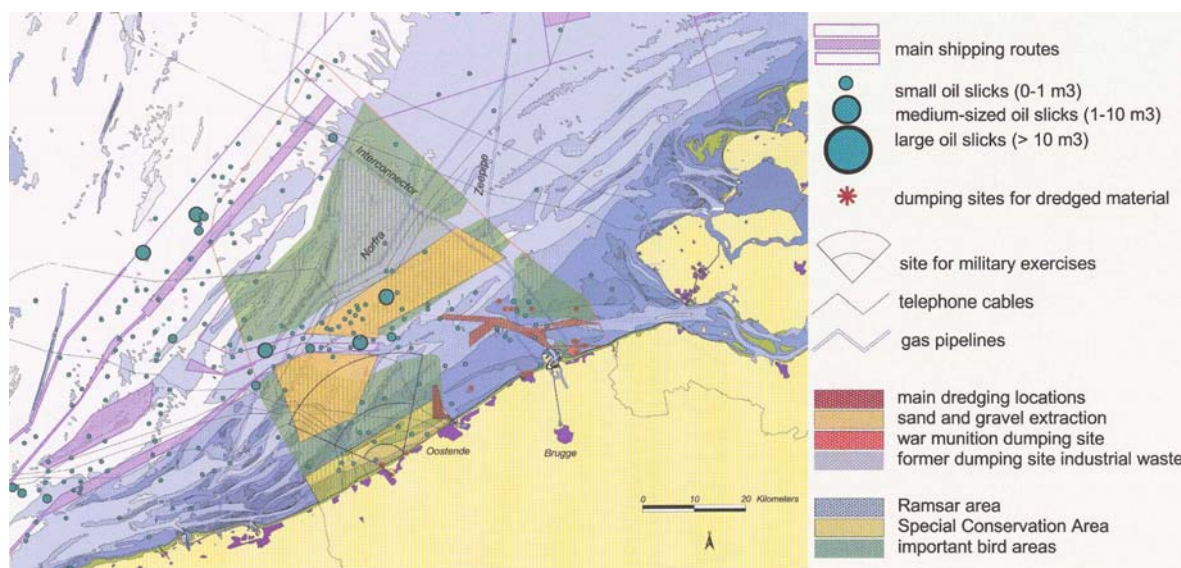 Interconnector
Zeepipe
Norfra
Oostende
Brugge
0 10 20 Kilometers
main shipping routes
small oil slicks (0-1 m3)
medium-sized oil slicks (1-10 m3)
large oil slicks (> 10 m3)
dumping sites for dredged material
site for military exercises
telephone cables
gas pipelines
main dredging locations
sand and gravel extraction
war munition dumping site
former dumping site industrial waste
Ramsar area
Special Conservation Area
important bird areas